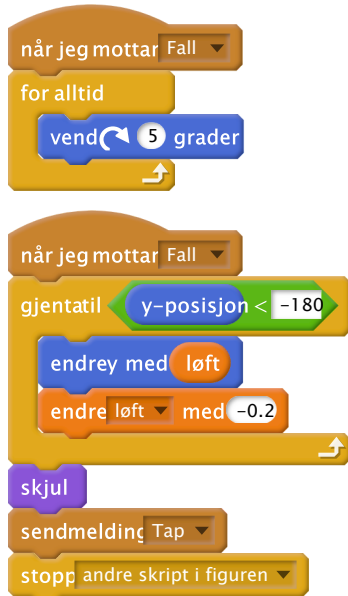 når jeg mottar Fall
for alltid
vend 5 grader
når jeg mottar Fall
gjentatil y-posisjon < -180
endrey med løft
endre løft med -0.2
skjul
sendmelding Tap
stopp andre skript i figuren